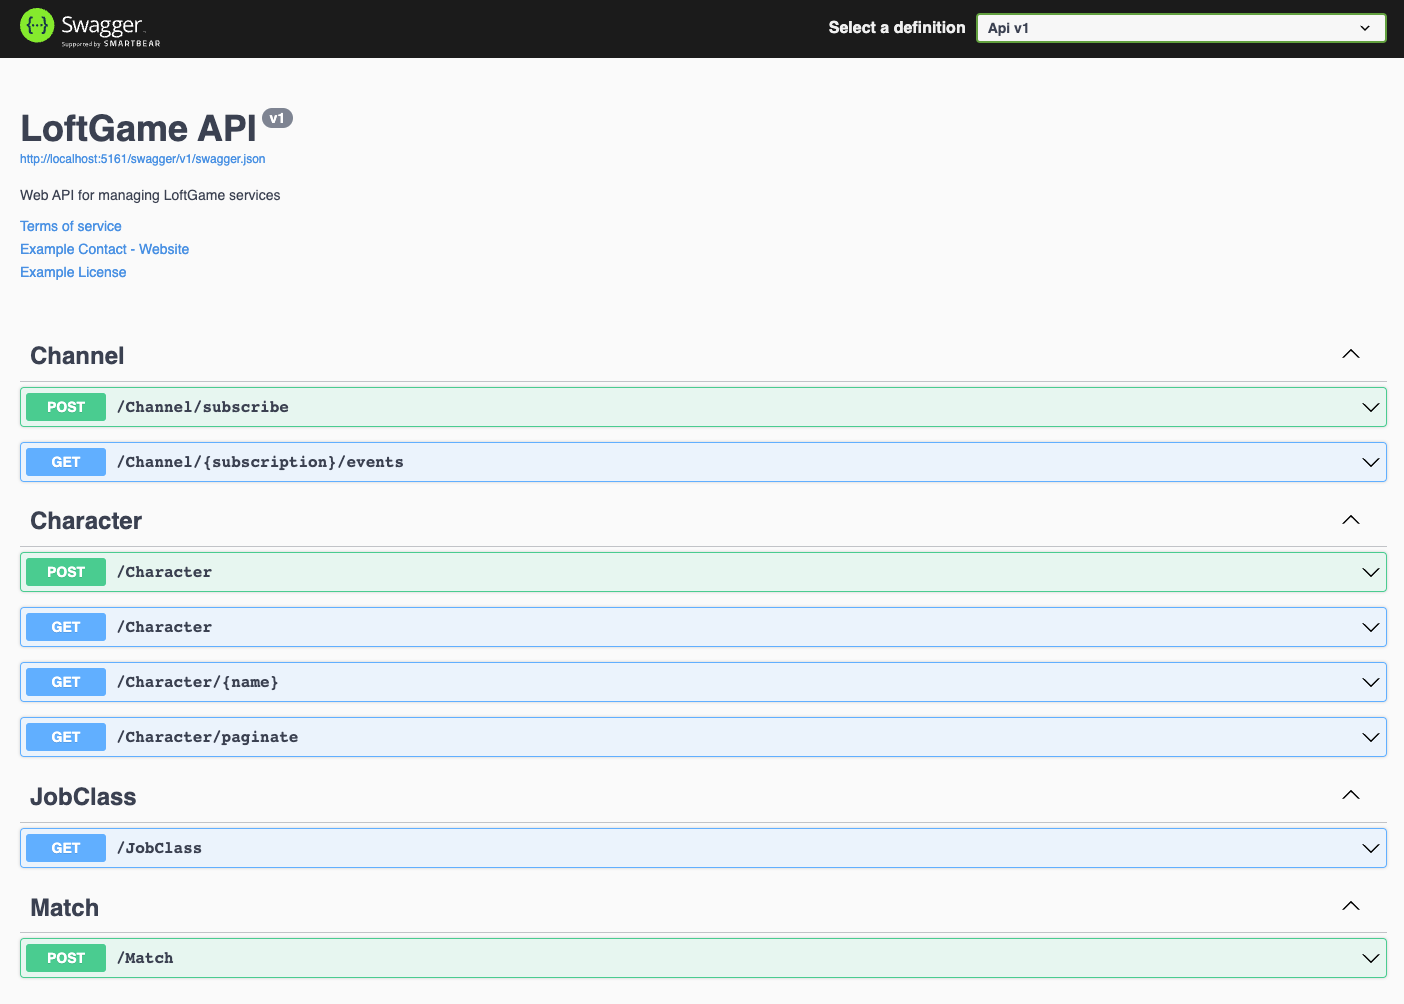 Swagger.
Supported by SMARTBEAR
Select a definition
Api v1
LoftGame API v1
http://localhost:5161/swagger/v1/swagger.json
Web API for managing LoftGame services
Terms of service
Example Contact - Website
Example License
Channel
POST /Channel/subscribe
GET /Channel/{subscription}/events
Character
POST /Character
GET /Character
GET /Character/{name}
GET /Character/paginate
JobClass
GET /JobClass
Match
POST /Match